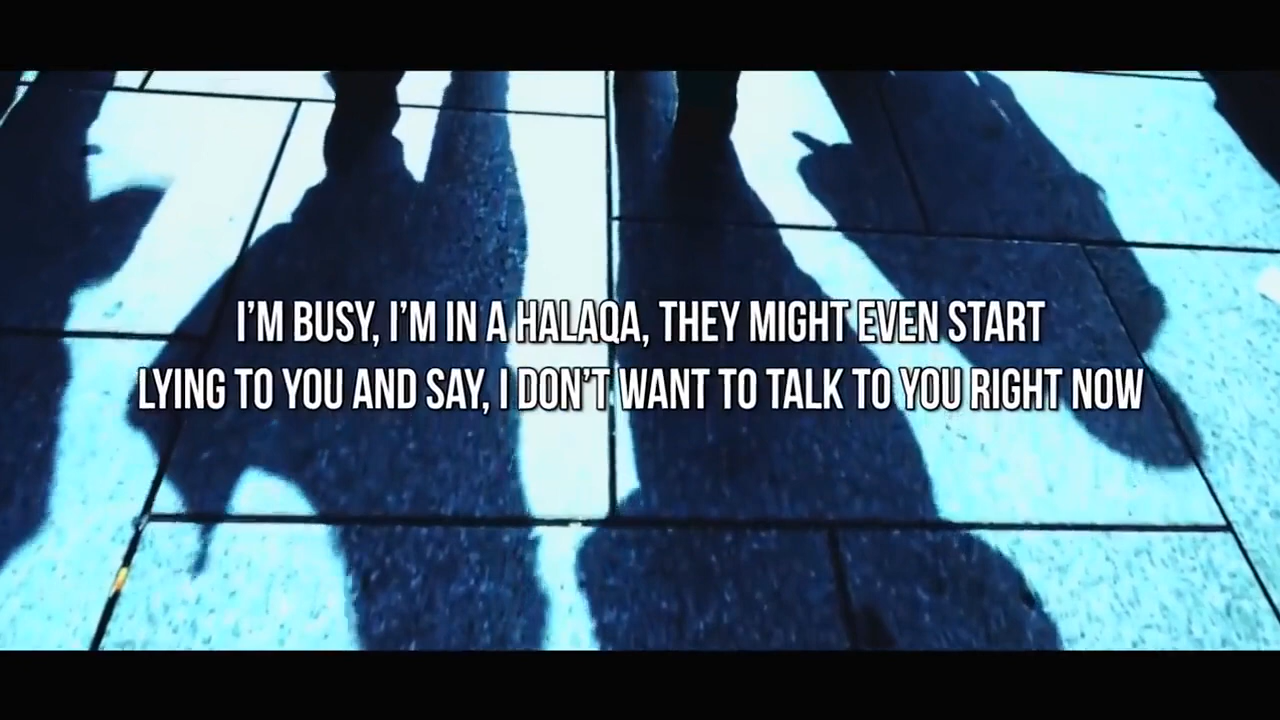 I'M BUSY, I'M IN A HALAQA, THEY MIGHT EVEN START
LYING TO YOU AND SAY, I DON'T WANT TO TALK TO YOU RIGHT NOW